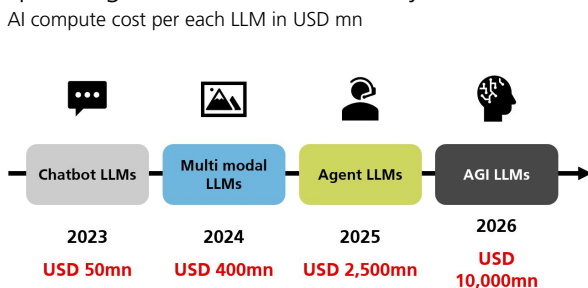 AI compute cost per each LLM in USD mn
Chatbot LLMs
Multi modal
LLMs
Agent LLMs
AGI LLMs
2023
2024
2025
2026
USD 50mn
USD 400mn
USD 2,500mn
USD
10,000mn